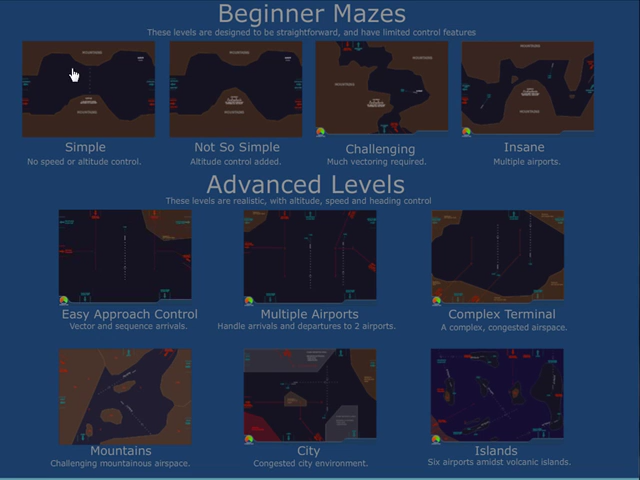 Beginner Mazes
These levels are designed to be straightforward, and have limited control features
Simple
No speed or altitude control.
Not So Simple
Altitude control added.
Challenging
Much vectoring required.
Insane
Multiple airports.
Advanced Levels
These levels are realistic, with altitude, speed and heading control
Easy Approach Control
Vector and sequence arrivals.
Multiple Airports
Handle arrivals and departures to 2 airports.
Complex Terminal
A complex, congested airspace.
Mountains
Challenging mountainous airspace.
City
Congested city environment.
Islands
Six airports amidst volcanic islands.